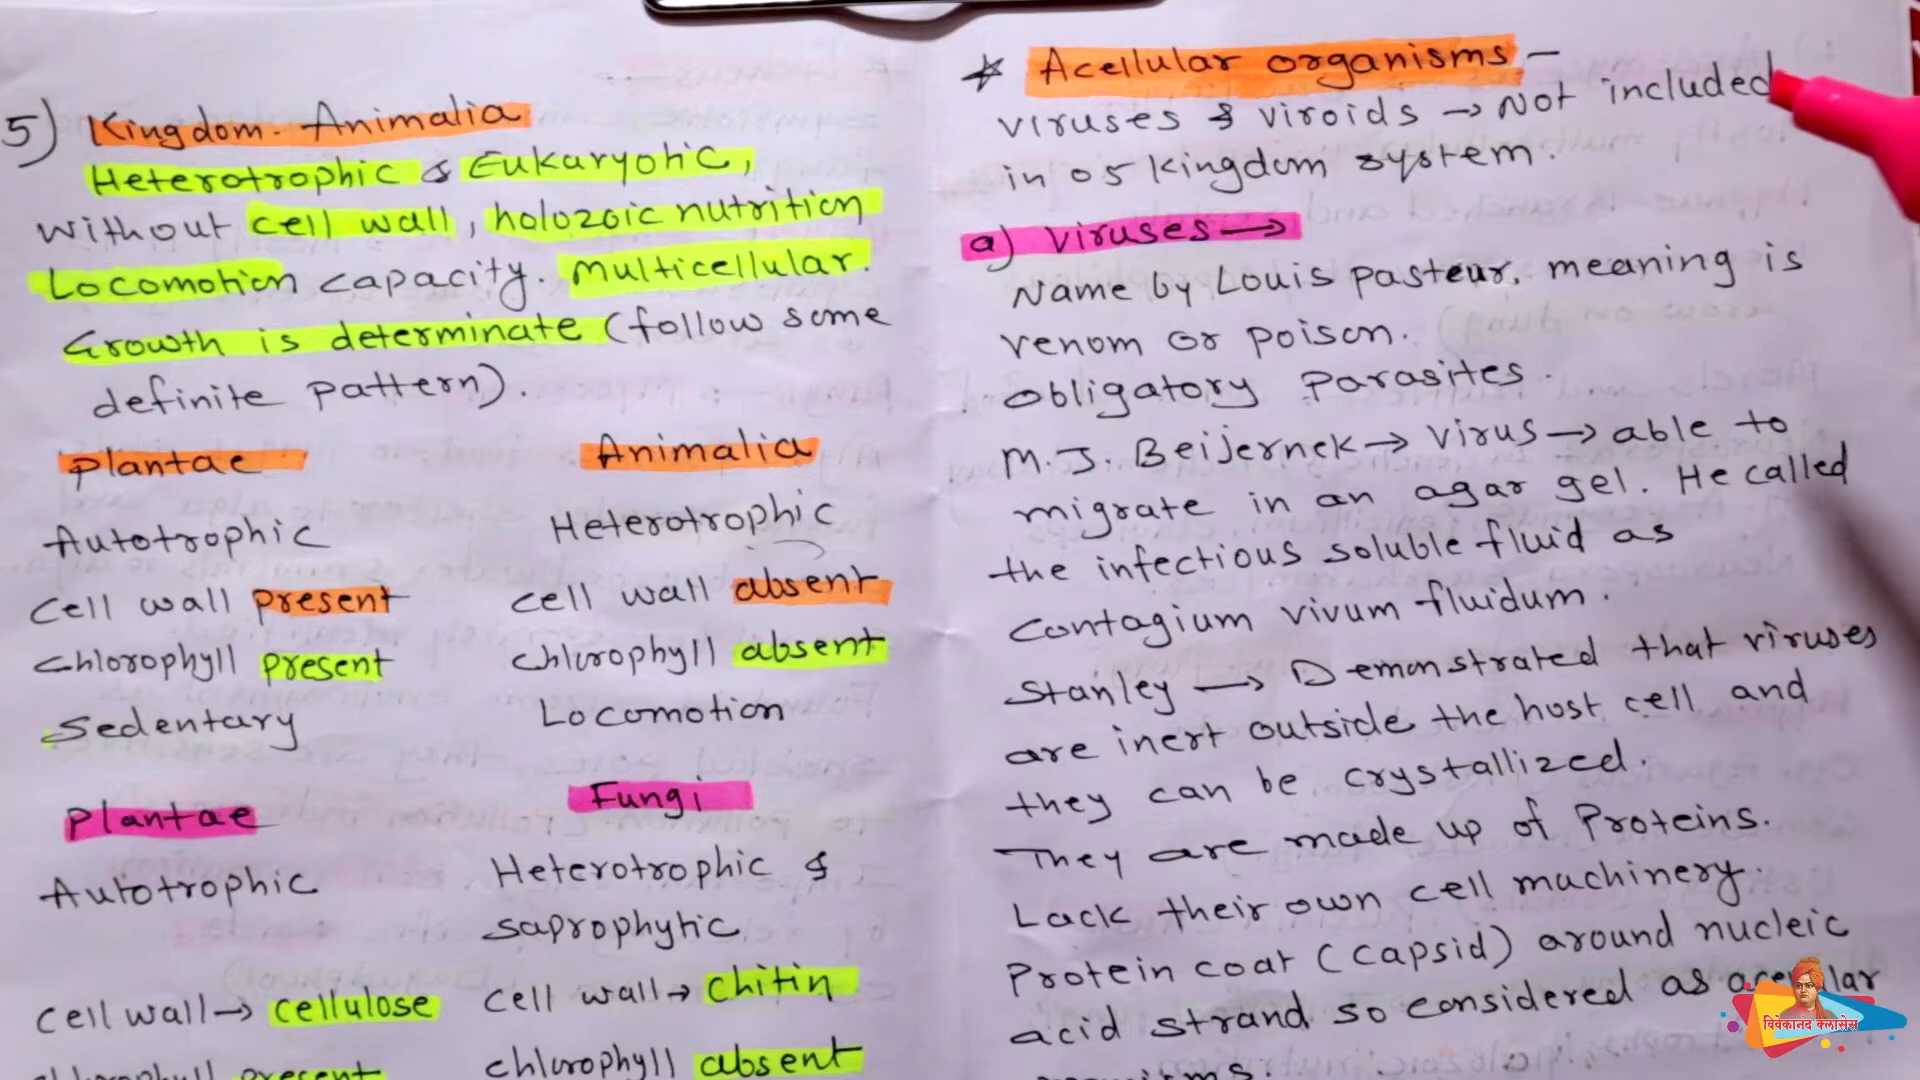 5) Kingdom - Animalia
Heterotrophic & Eukaryotic,
without cell wall, holozoic nutrition
Locomotion capacity. Multicellular.
Growth is determinate (follow some
definite pattern).
Plantae Animalia
Autotrophic Heterotrophic
Cell wall present cell wall absent
Chlorophyll present chlorophyll absent
Sedentary Locomotion
Plantae Fungi
Autotrophic Heterotrophic &
saprophytic
Cell wall → cellulose cell wall → chitin
chlorophyll present chlorophyll absent
* Acellular organisms -
viruses & viroids → Not included
in 05 kingdom system.
a) Viruses →
Name by Louis Pasteur. meaning is
venom or poison.
Obligatory Parasites.
M.J. Beijernek → virus → able to
migrate in an agar gel. He called
the infectious soluble fluid as
Contagium vivum fluidum.
Stanley → Demonstrated that viruses
are inert outside the host cell and
they can be crystallized.
They are made up of Proteins.
Lack their own cell machinery.
Protein coat (capsid) around nucleic
acid strand so considered as
विवेकानंद क्लासेस